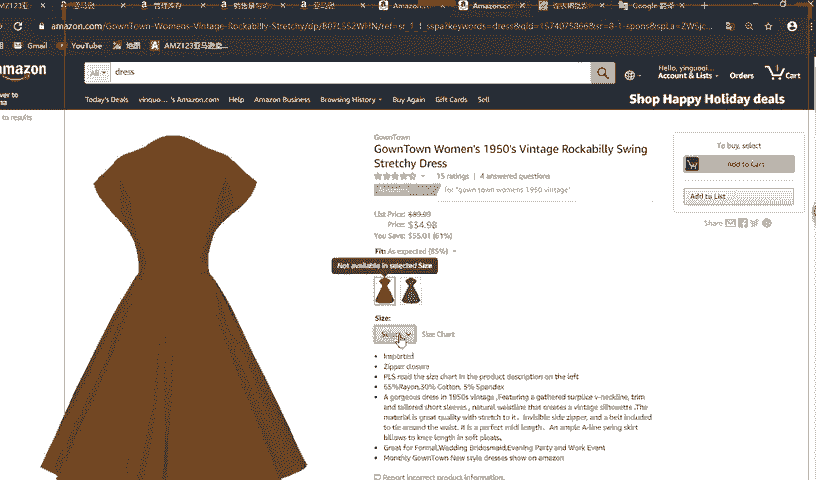 amazon.com/GownTown-Womens-Vintage-Rockabilly-Stretchy/dp/B07L5S2WHN/ref=sr_1_1_sspa?keywords=dress&qid=1574075866&sr=8-1-spons&spLa=ZWSjc...
Gmail
YouTube
地图
AMZ123亚马逊
amazon
All
dress
Hello, yinguoqi...
Account & Lists
Orders
Cart
Today's Deals
yinguo... 's Amazon.com
Help
Amazon Business
Browsing History
Buy Again
Gift Cards
Sell
Shop Happy Holiday deals
to results
GownTown
GownTown Women's 1950's Vintage Rockabilly Swing
Stretchy Dress
15 ratings | 4 answered questions
for "gown town womens 1950 vintage"
List Price: $89.99
Price: $34.98
You Save: $55.01 (61%)
Fit: As expected (85%)
Not available in selected Size
Size:
Select
Size Chart
Imported
Zipper closure
PLS read the size chart in the product description on the left
65%Rayon,30% Cotton, 5% Spandex
A gorgeous dress in 1950s vintage ,Featuring a gathered surplice v-neckline, trim
and tailored short sleeves, natural waistline that creates a vintage silhouette .The
material is great quality with stretch to it. Invisible side zipper, and a belt included
to tie around the waist. It is a perfect midi length. An ample A-line swing skirt
billows to knee length in soft pleats.
Great for Formal,Wedding Bridesmaid,Evening Party and Work Event
Monthly GownTown New style dresses show on amazon
Report incorrect product information.
To buy, select
Add to Cart
Add to List
Share